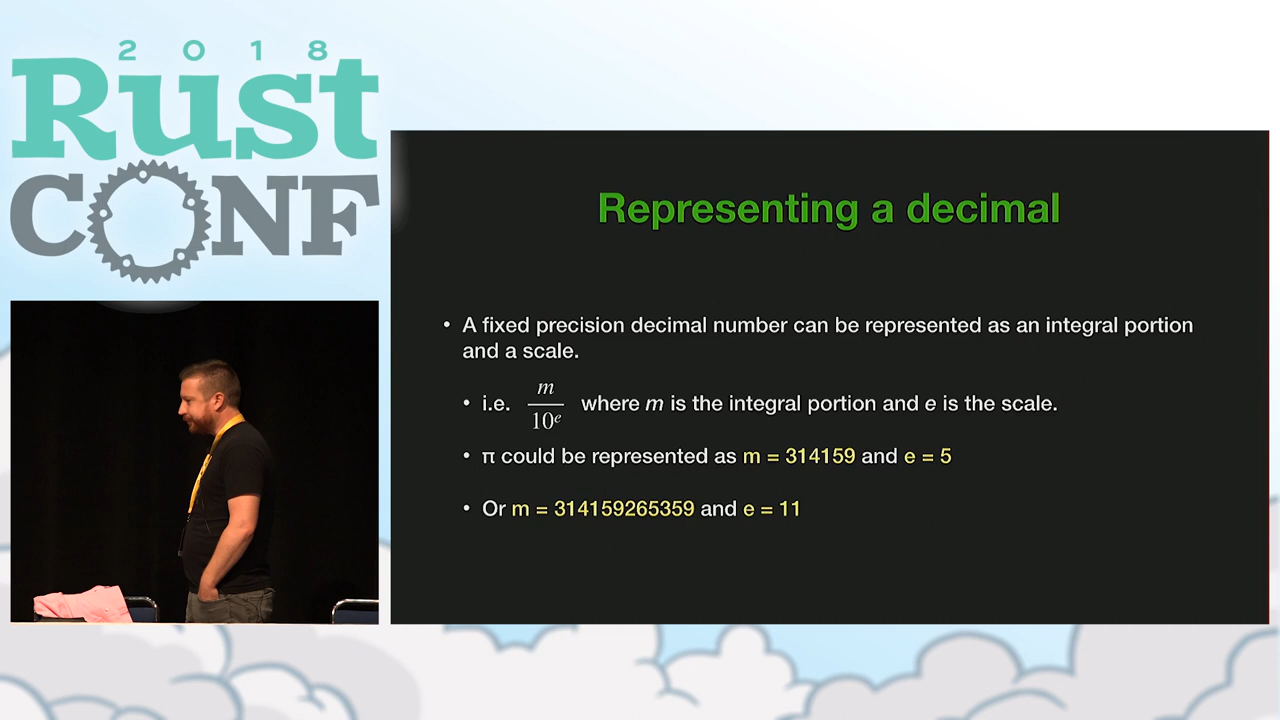 2018
Rust
CONF
Representing a decimal
• A fixed precision decimal number can be represented as an integral portion
and a scale.
• i.e. m/10^e where m is the integral portion and e is the scale.
• π could be represented as m = 314159 and e = 5
• Or m = 314159265359 and e = 11